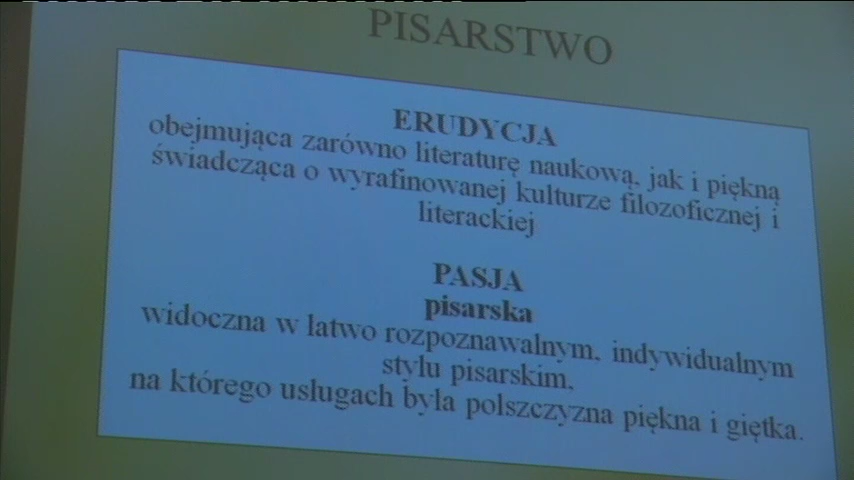 PISARSTWO
ERUDYCJA
obejmująca zarówno literaturę naukową, jak i piękną
świadcząca o wyrafinowanej kulturze filozoficznej i
literackiej
PASJA
pisarska
widoczna w łatwo rozpoznawalnym, indywidualnym
stylu pisarskim,
na którego usługach była polszczyzna piękna i giętka.